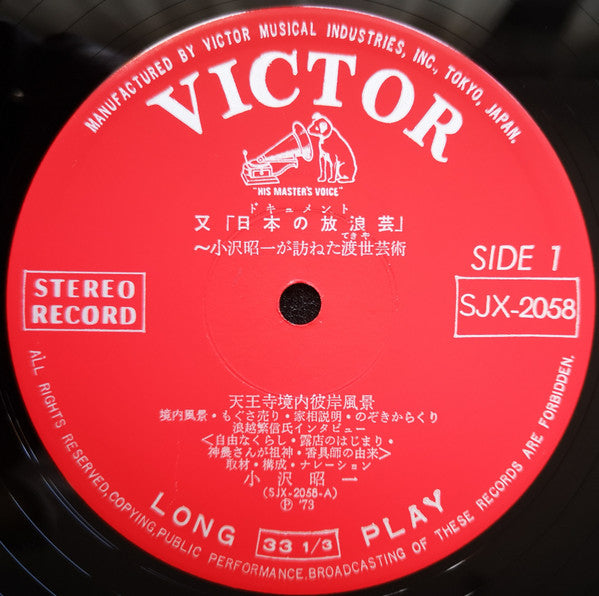 MANUFACTURED BY VICTOR MUSICAL INDUSTRIES, INC., TOKYO, JAPAN.
VICTOR
"HIS MASTER'S VOICE"
ドキュメント
又「日本の放浪芸」
てきや
〜小沢昭一が訪ねた渡世芸術
SIDE 1
STEREO
RECORD
SJX-2058
天王寺境内彼岸風景
境内風景・もぐさ売り・家相説明・のぞきからくり
浪越繁信氏インタビュー
<自由なくらし・露店のはじまり・
神農さんが祖神・香具師の由来>
取材・構成・ナレーション
小沢昭一
(SJX-2058-A)
Ⓟ '73
LONG 33 1/3 PLAY
ALL RIGHTS RESERVED, COPYING, PUBLIC PERFORMANCE, BROADCASTING OF THESE RECORDS ARE FORBIDDEN.